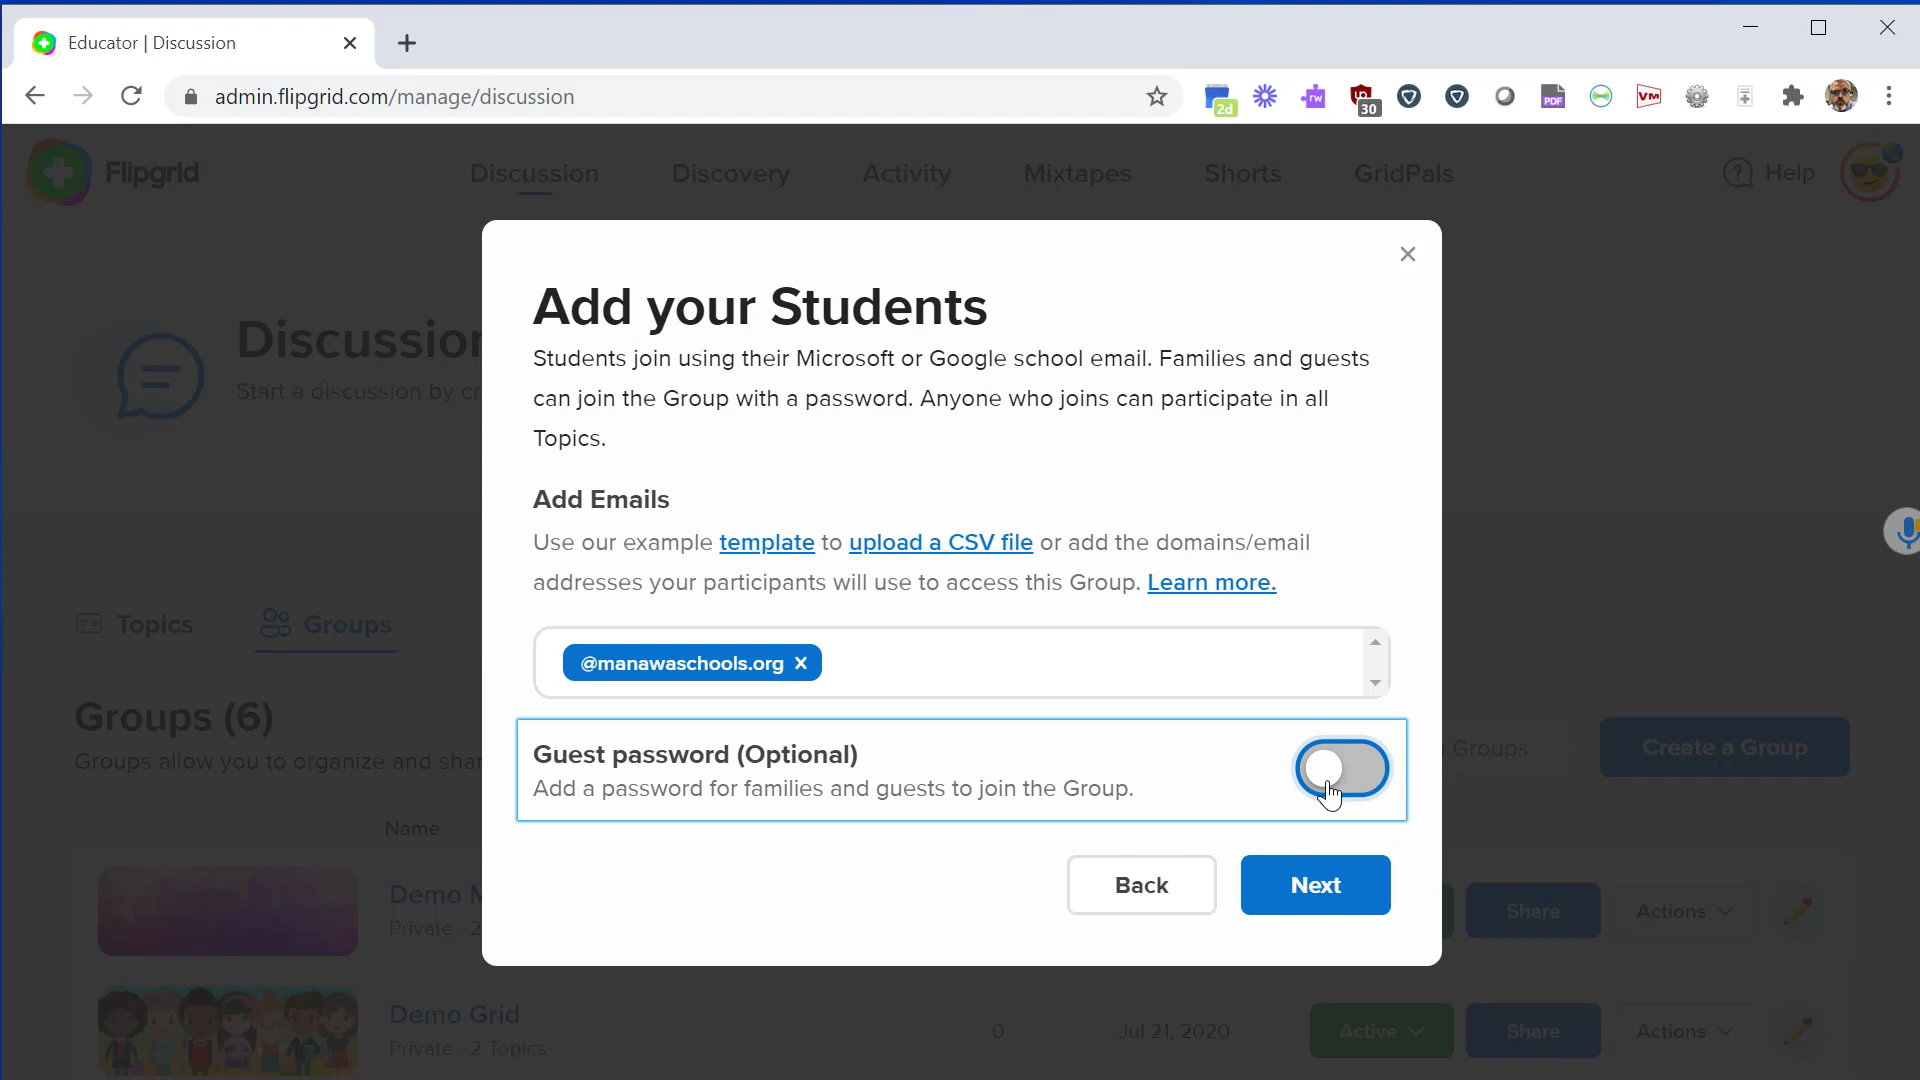 Educator | Discussion
admin.flipgrid.com/manage/discussion
2d
30
PDF
rw
VM
Flipgrid
Discussion
Discovery
Activity
Mixtapes
Shorts
GridPals
Help
Discussion
Start a discussion by cr
Add your Students
Students join using their Microsoft or Google school email. Families and guests
can join the Group with a password. Anyone who joins can participate in all
Topics.
Add Emails
Use our example template to upload a CSV file or add the domains/email
addresses your participants will use to access this Group. Learn more.
@manawaschools.org
Guest password (Optional)
Add a password for families and guests to join the Group.
Back
Next
Topics
Groups
Groups (6)
Groups allow you to organize and shar
Groups
Create a Group
Name
Demo M
Private · 2
Share
Actions
Demo Grid
Private · 2 Topics
0
Jul 21, 2020
Active
Share
Actions